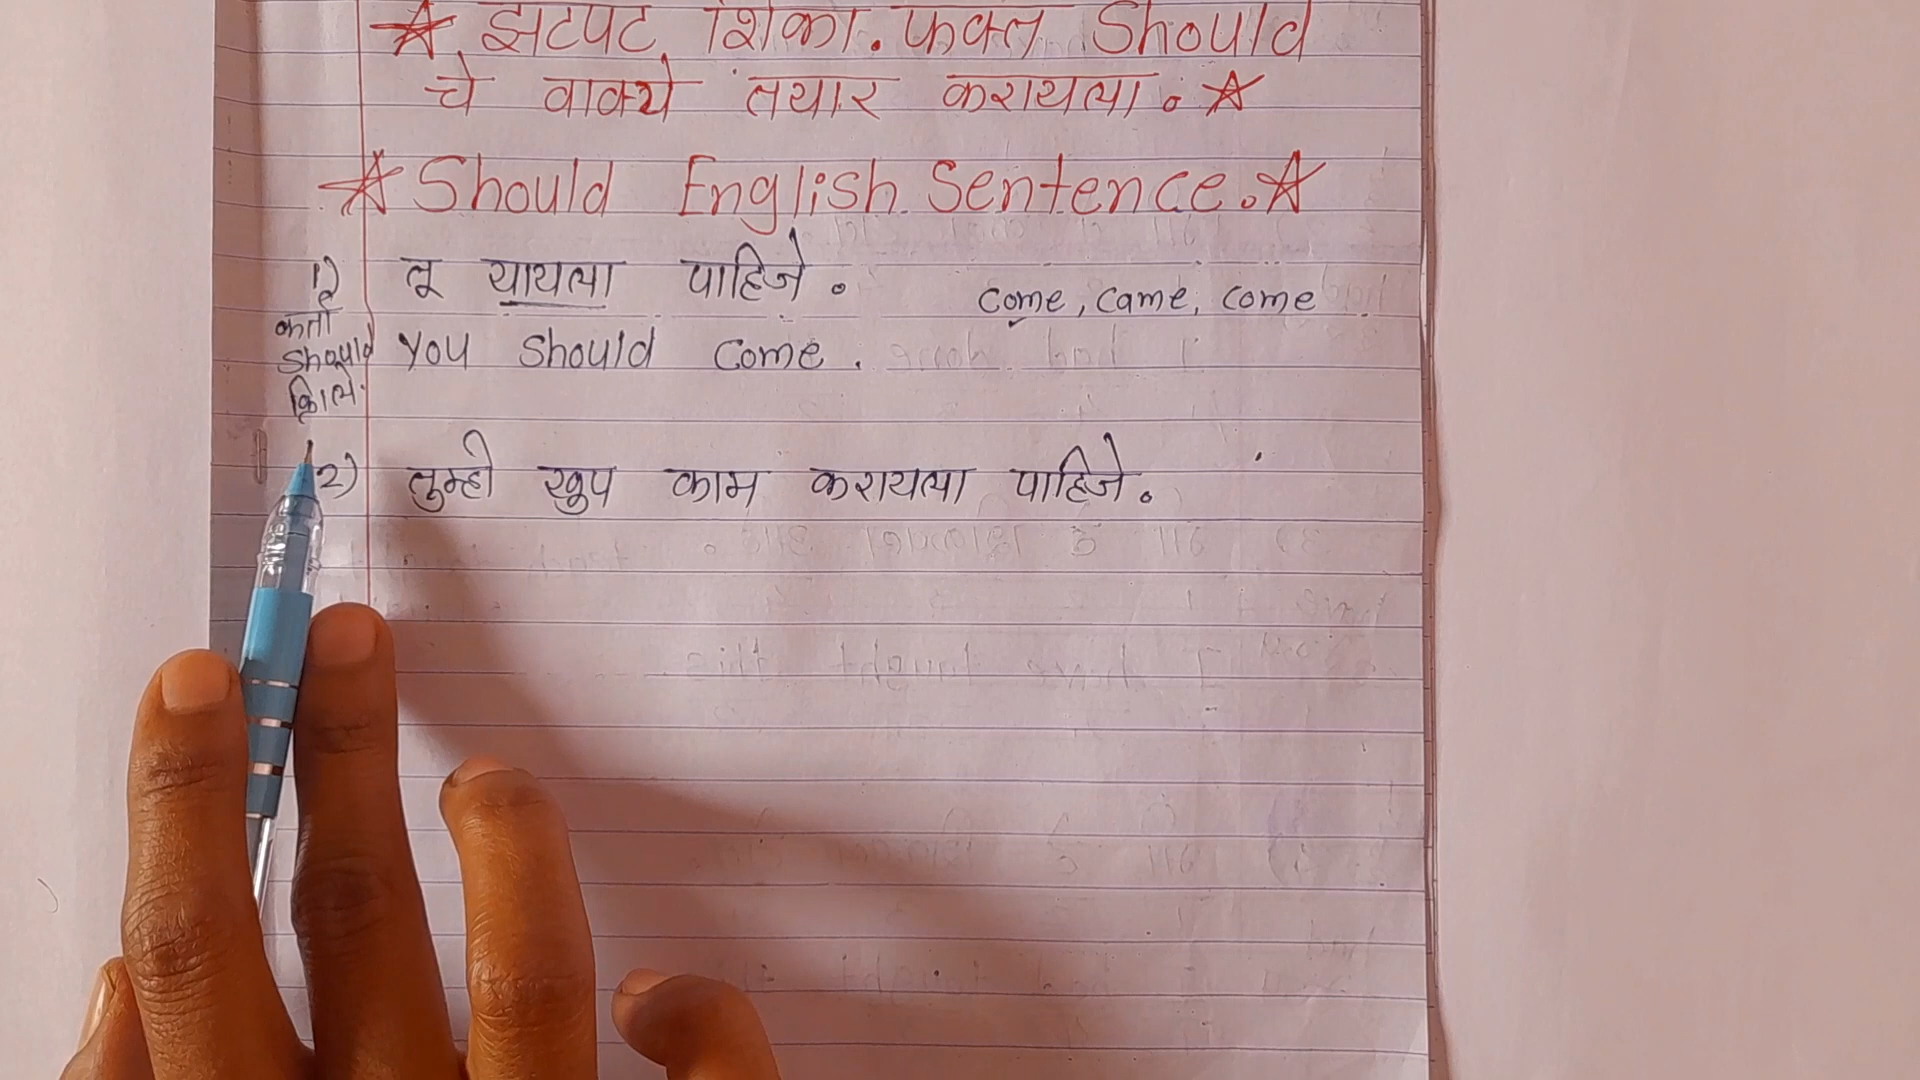 ☆ झटपट शिका. फक्त Should
चे वाक्ये तयार करायला. ☆
☆ Should English Sentence. ☆
1) तू यायला पाहिजे.
come, came, come
कर्ता
Should
You Should Come.
2) तुम्ही खुप काम करायला पाहिजे.